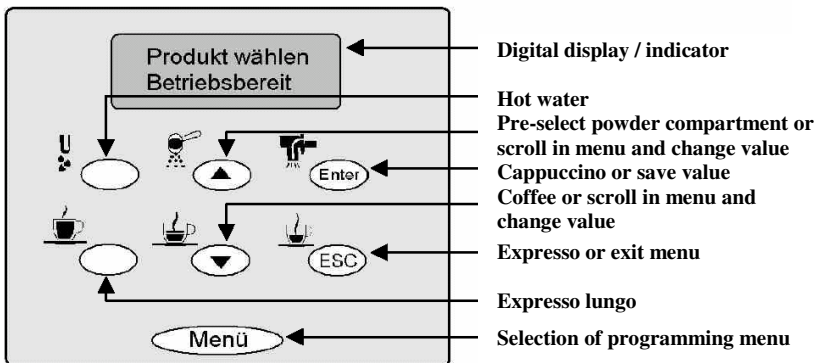 Produkt wählen
Betriebsbereit
Enter
ESC
Menü
Digital display / indicator
Hot water
Pre-select powder compartment or
scroll in menu and change value
Cappuccino or save value
Coffee or scroll in menu and
change value
Expresso or exit menu
Expresso lungo
Selection of programming menu